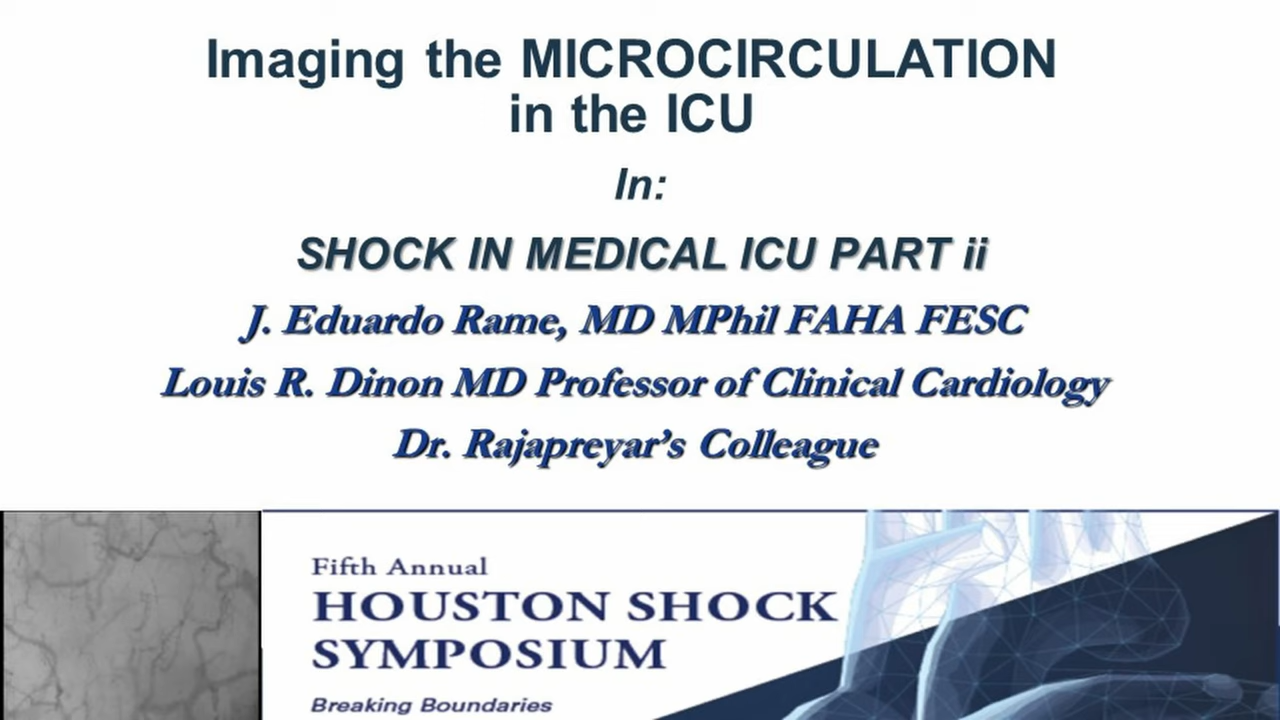 Imaging the MICROCIRCULATION
in the ICU
In:
SHOCK IN MEDICAL ICU PART ii
J. Eduardo Rame, MD MPhil FAHA FESC
Louis R. Dinon MD Professor of Clinical Cardiology
Dr. Rajapreyar’s Colleague
Fifth Annual
HOUSTON SHOCK
SYMPOSIUM
Breaking Boundaries